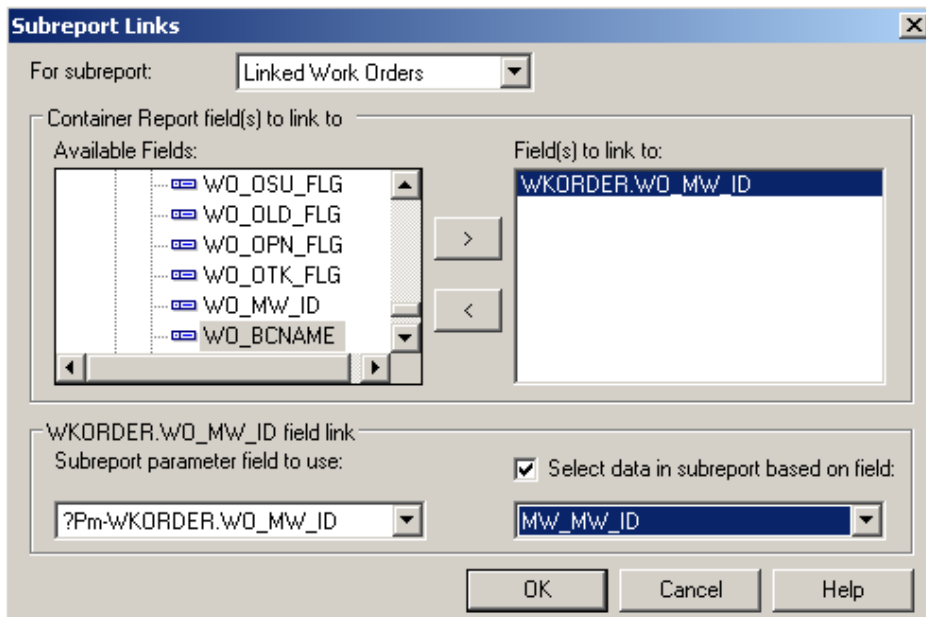 Subreport Links
For subreport: Linked Work Orders
Container Report field(s) to link to
Available Fields: Field(s) to link to:
WO_OSU_FLG WKORDER.WO_MW_ID
WO_OLD_FLG
WO_OPN_FLG >
WO_OTK_FLG
WO_MW_ID <
WO_BCNAME
WKORDER.WO_MW_ID field link
Subreport parameter field to use: Select data in subreport based on field:
?Pm-WKORDER.WO_MW_ID MW_MW_ID
OK Cancel Help